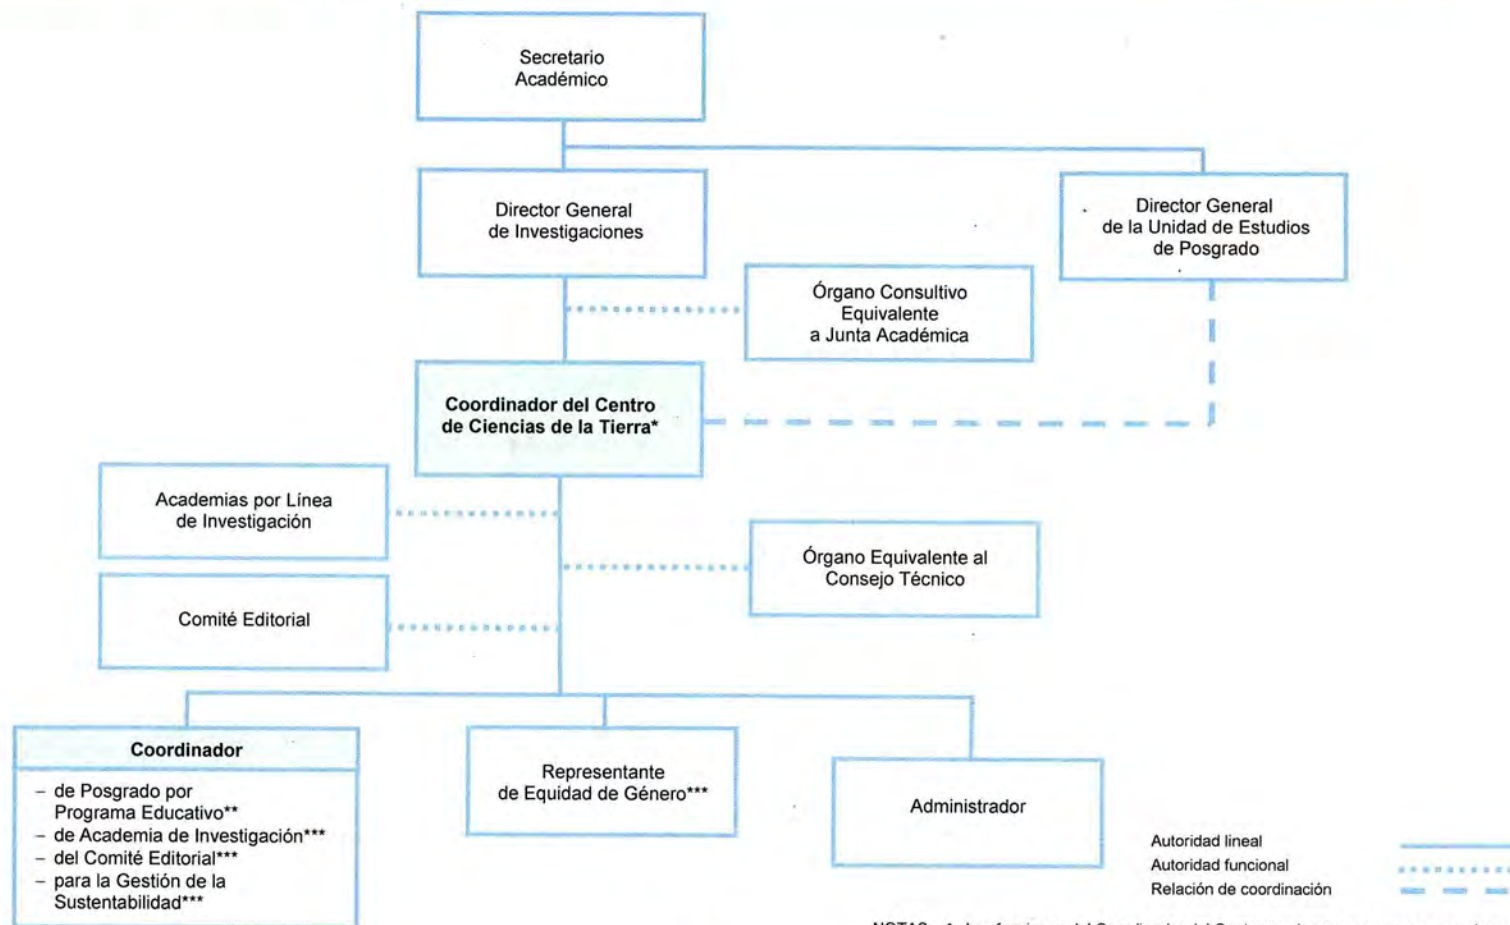 Secretario
Académico
Director General
de Investigaciones
Director General
de la Unidad de Estudios
de Posgrado
Órgano Consultivo
Equivalente
a Junta Académica
Coordinador del Centro
de Ciencias de la Tierra*
Academias por Línea
de Investigación
Órgano Equivalente al
Consejo Técnico
Comité Editorial
Coordinador
– de Posgrado por
Programa Educativo**
– de Academia de Investigación***
– del Comité Editorial***
– para la Gestión de la
Sustentabilidad***
Representante
de Equidad de Género***
Administrador
Autoridad lineal
Autoridad funcional
Relación de coordinación